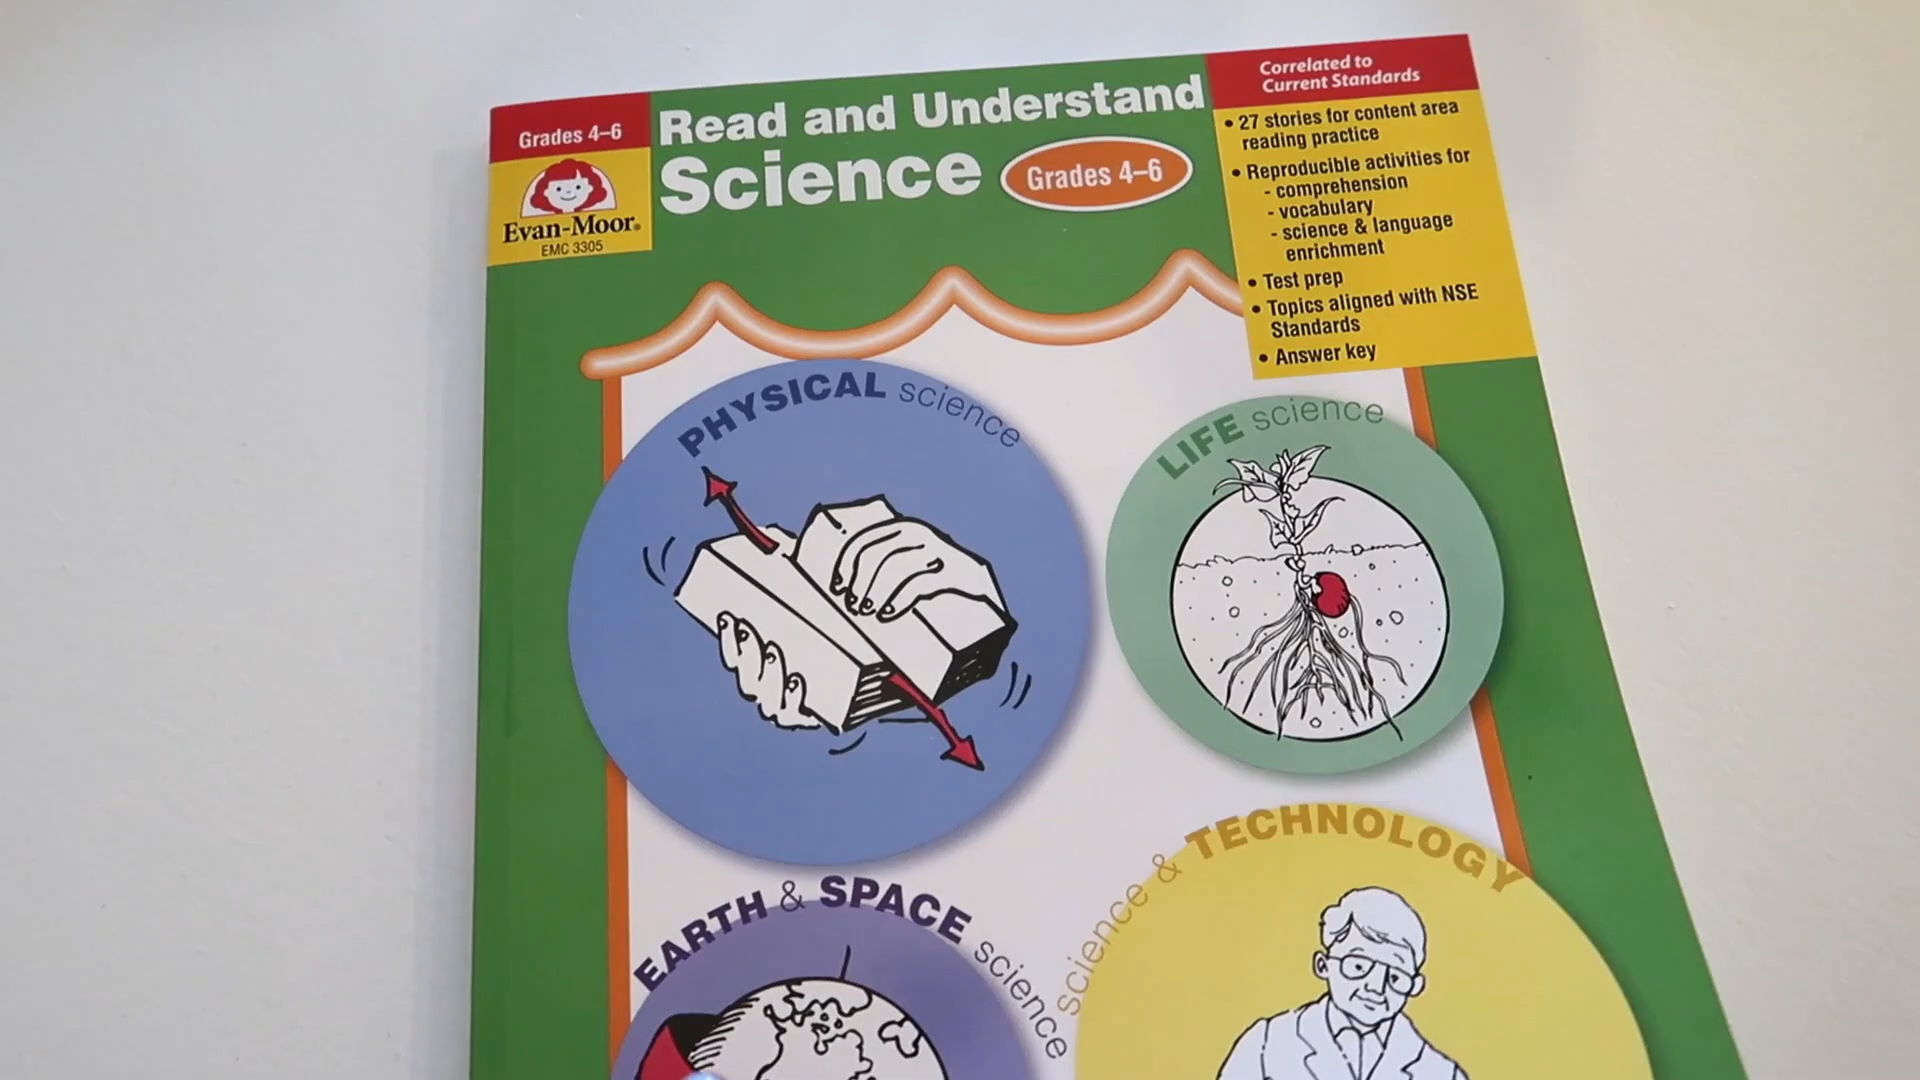 Grades 4–6
Evan-Moor®
EMC 3305
Read and Understand
Science
Grades 4–6
Correlated to
Current Standards
• 27 stories for content area
reading practice
• Reproducible activities for
- comprehension
- vocabulary
- science & language
enrichment
• Test prep
• Topics aligned with NSE
Standards
• Answer key
PHYSICAL science
LIFE science
EARTH & SPACE science
science & TECHNOLOGY